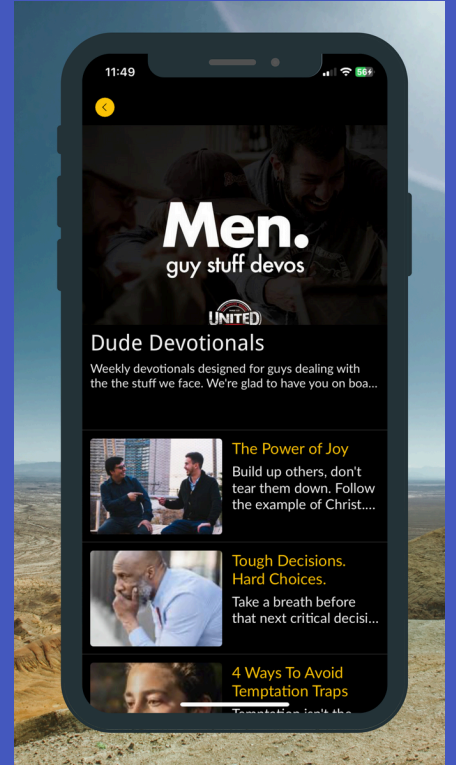 11:49
56
Men.
guy stuff devos
UNITED
Dude Devotionals
Weekly devotionals designed for guys dealing with
the the stuff we face. We're glad to have you on boa...
The Power of Joy
Build up others, don't
tear them down. Follow
the example of Christ....
Tough Decisions.
Hard Choices.
Take a breath before
that next critical decisi...
4 Ways To Avoid
Temptation Traps
Temptation isn't the